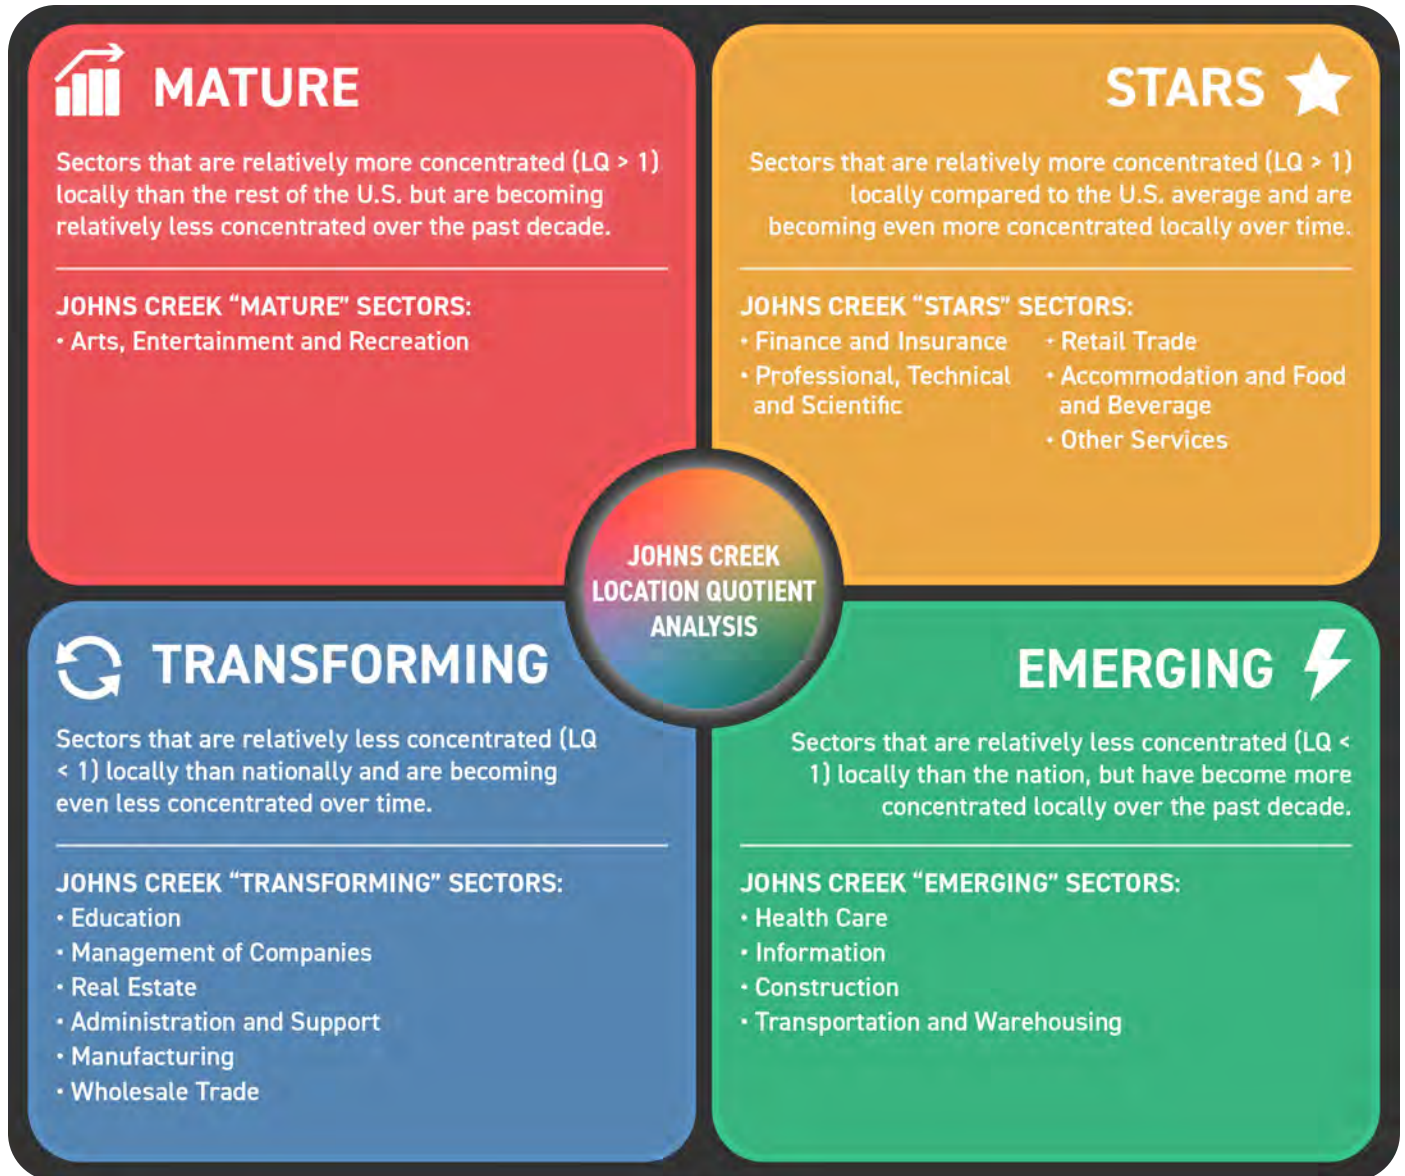 MATURE
Sectors that are relatively more concentrated (LQ > 1)
locally than the rest of the U.S. but are becoming
relatively less concentrated over the past decade.
JOHNS CREEK “MATURE” SECTORS:
• Arts, Entertainment and Recreation
STARS
Sectors that are relatively more concentrated (LQ > 1)
locally compared to the U.S. average and are
becoming even more concentrated locally over time.
JOHNS CREEK “STARS” SECTORS:
• Finance and Insurance
• Professional, Technical
and Scientific
• Retail Trade
• Accommodation and Food
and Beverage
• Other Services
JOHNS CREEK
LOCATION QUOTIENT
ANALYSIS
TRANSFORMING
Sectors that are relatively less concentrated (LQ
< 1) locally than nationally and are becoming
even less concentrated over time.
JOHNS CREEK “TRANSFORMING” SECTORS:
• Education
• Management of Companies
• Real Estate
• Administration and Support
• Manufacturing
• Wholesale Trade
EMERGING
Sectors that are relatively less concentrated (LQ <
1) locally than the nation, but have become more
concentrated locally over the past decade.
JOHNS CREEK “EMERGING” SECTORS:
• Health Care
• Information
• Construction
• Transportation and Warehousing